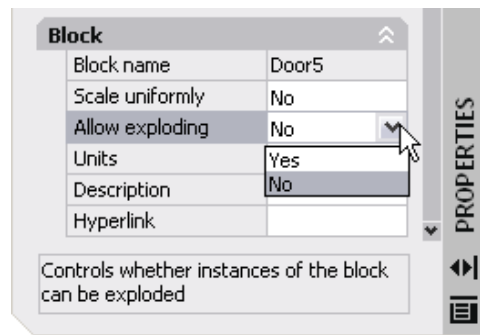 Block
Block name Door5
Scale uniformly No
Allow exploding No
Units Yes
Description No
Hyperlink
Controls whether instances of the block
can be exploded
PROPERTIES